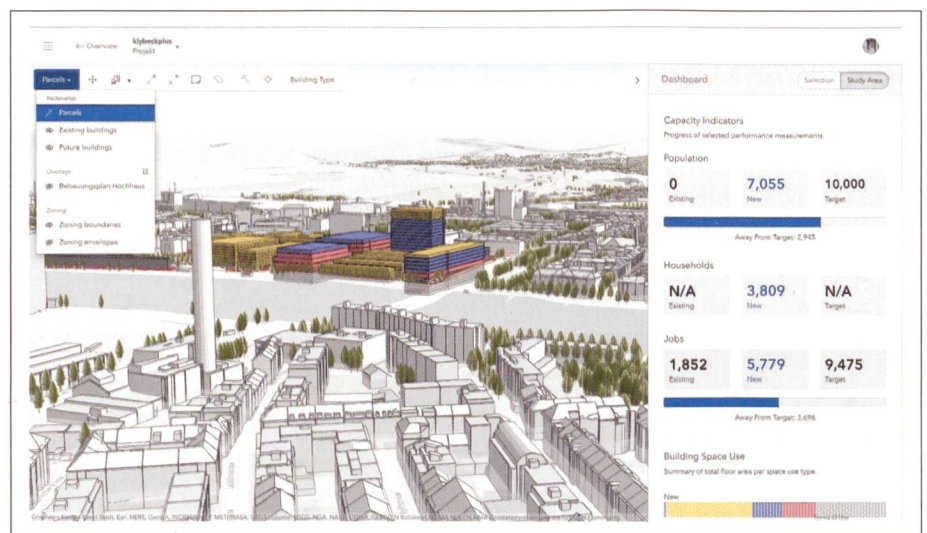 ← Overview
klybeckplus
Projekt
Parcels
Building Type
Redevelop
Parcels
Existing buildings
Future buildings
Overlays
Bebauungsplan Hochhaus
Zoning
Zoning boundaries
Zoning envelopes
Dashboard
Selection
Study Area
Capacity Indicators
Progress of selected performance measurements
Population
0
7,055
10,000
Existing
New
Target
Away From Target: 2,945
Households
N/A
3,809
N/A
Existing
New
Target
Jobs
1,852
5,779
9,475
Existing
New
Target
Away From Target: 3,696
Building Space Use
Summary of total floor area per space use type.
New
Terms of Use